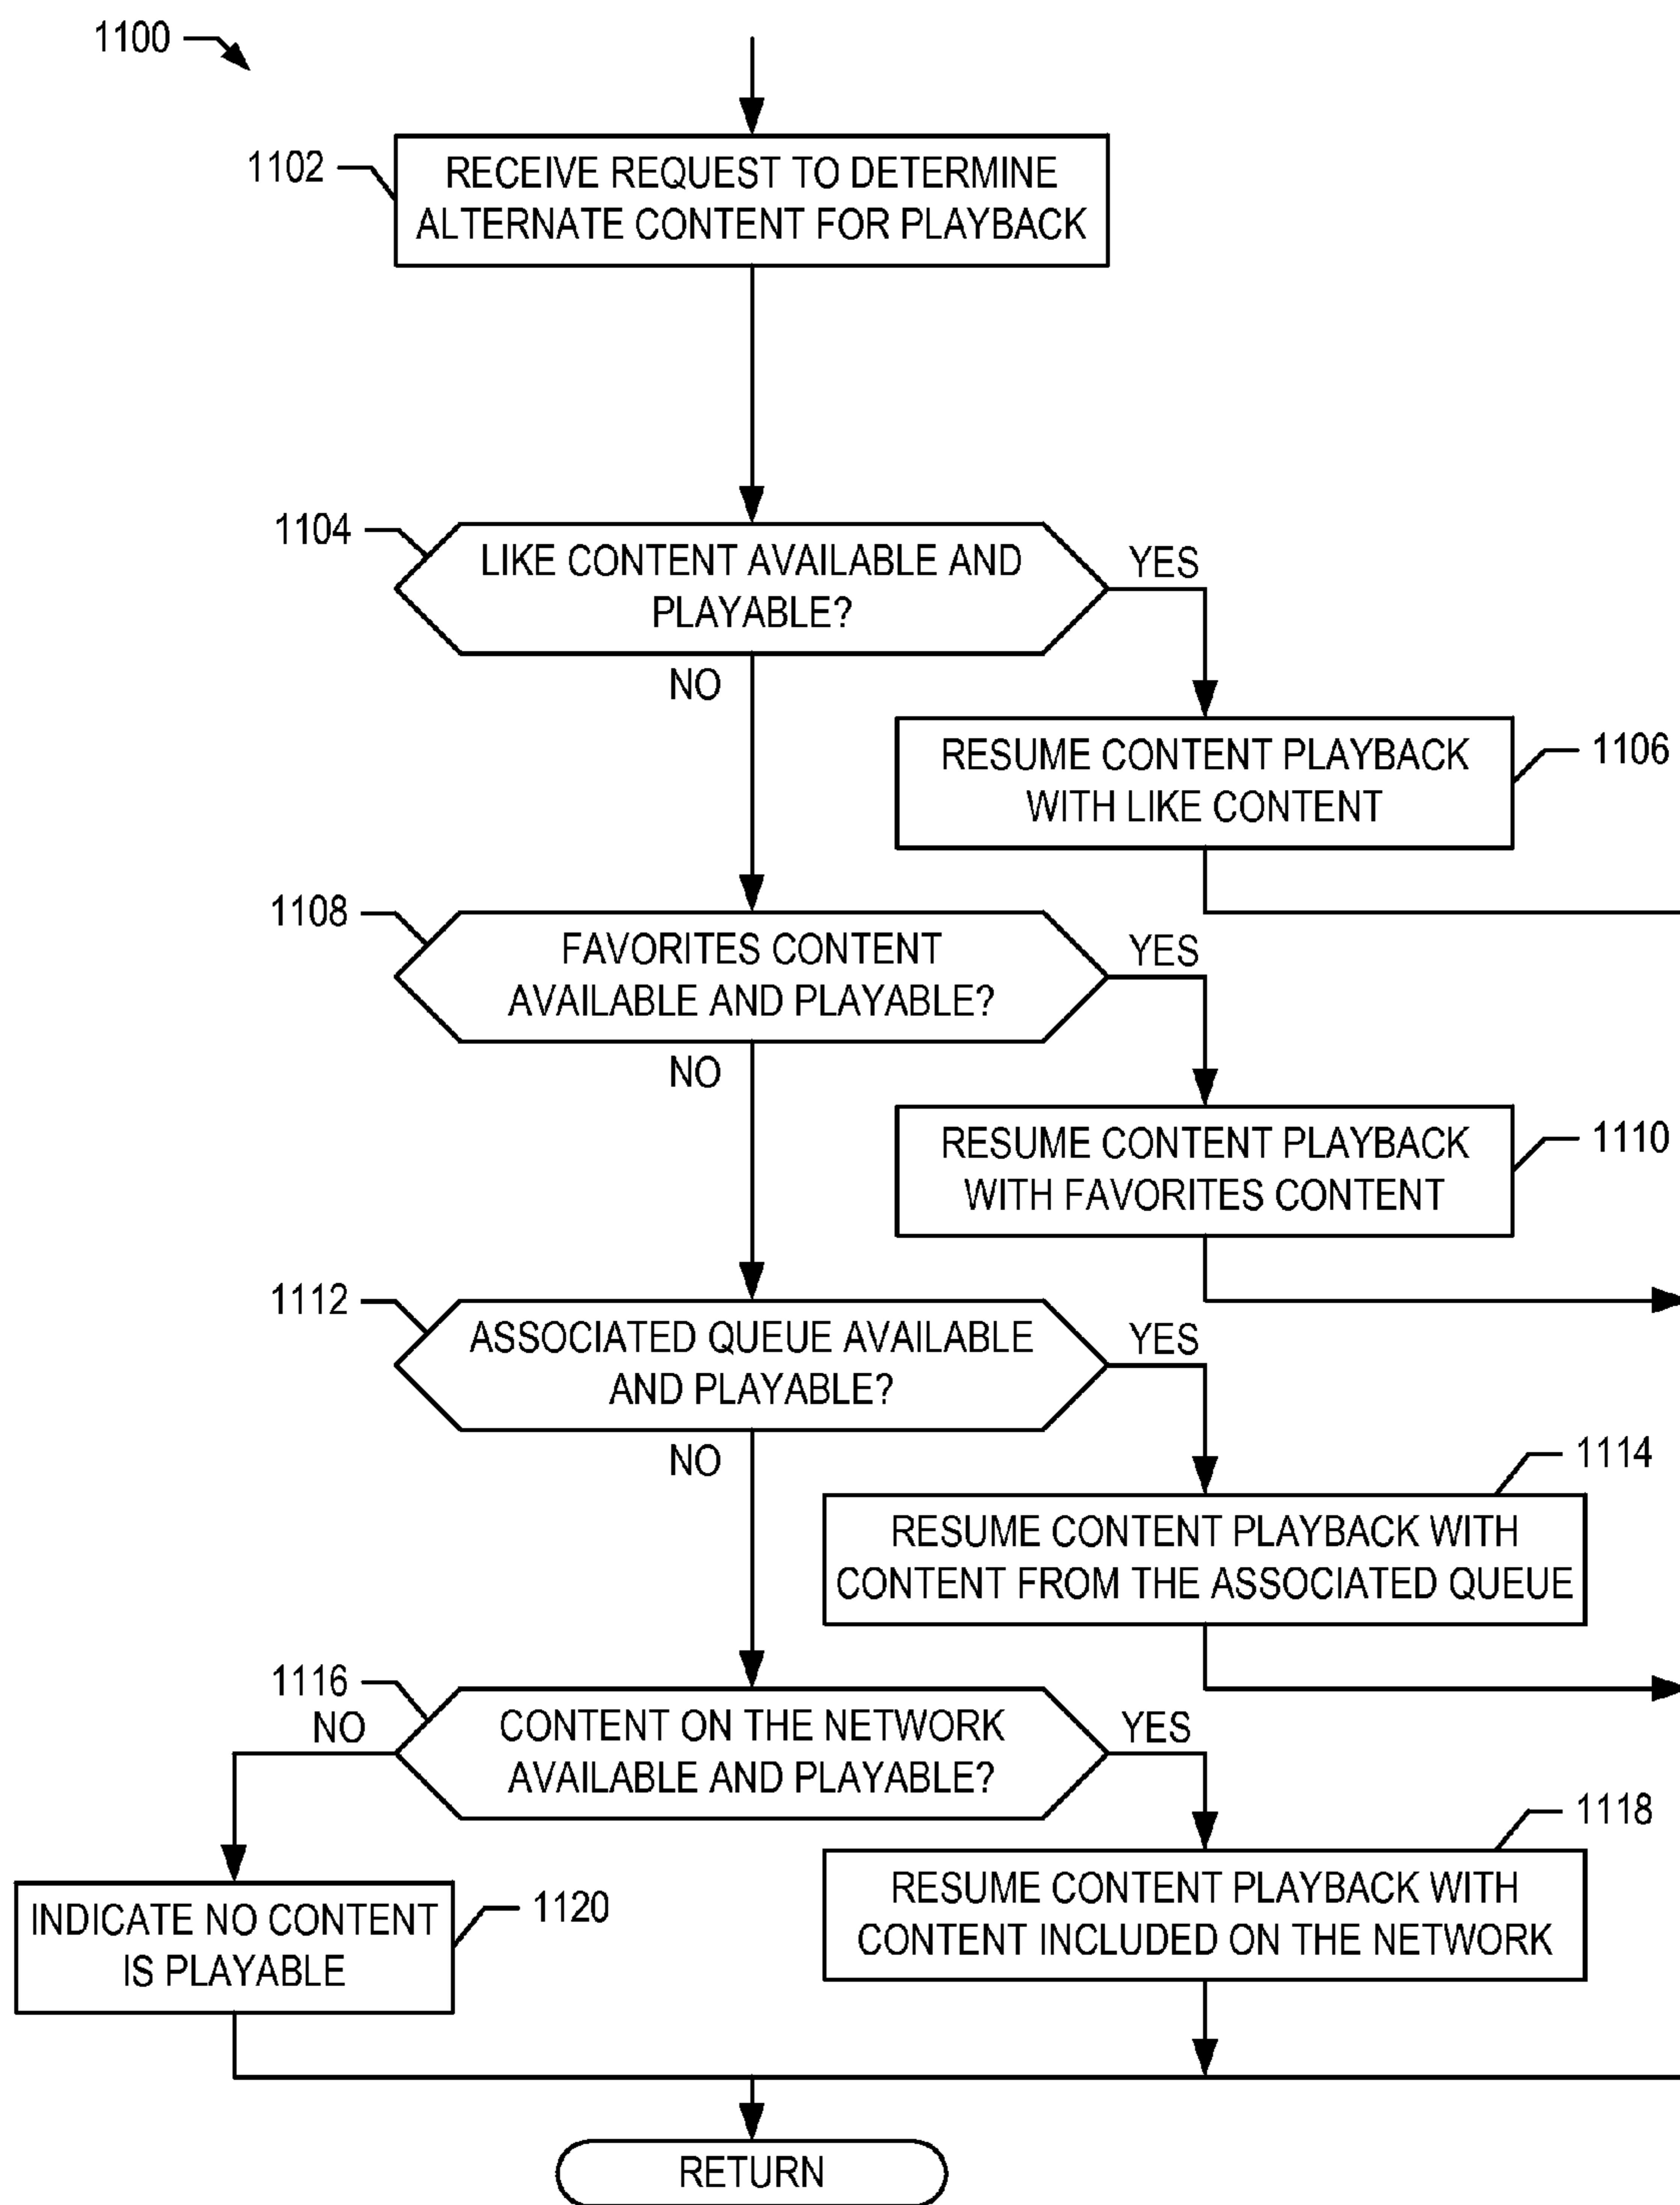 1100
1102
RECEIVE REQUEST TO DETERMINE
ALTERNATE CONTENT FOR PLAYBACK
1104
LIKE CONTENT AVAILABLE AND
PLAYABLE?
YES
NO
RESUME CONTENT PLAYBACK
WITH LIKE CONTENT
1106
1108
FAVORITES CONTENT
AVAILABLE AND PLAYABLE?
YES
NO
RESUME CONTENT PLAYBACK
WITH FAVORITES CONTENT
1110
1112
ASSOCIATED QUEUE AVAILABLE
AND PLAYABLE?
YES
NO
1114
RESUME CONTENT PLAYBACK WITH
CONTENT FROM THE ASSOCIATED QUEUE
1116
NO
CONTENT ON THE NETWORK
AVAILABLE AND PLAYABLE?
YES
1118
RESUME CONTENT PLAYBACK WITH
CONTENT INCLUDED ON THE NETWORK
INDICATE NO CONTENT
IS PLAYABLE
1120
RETURN